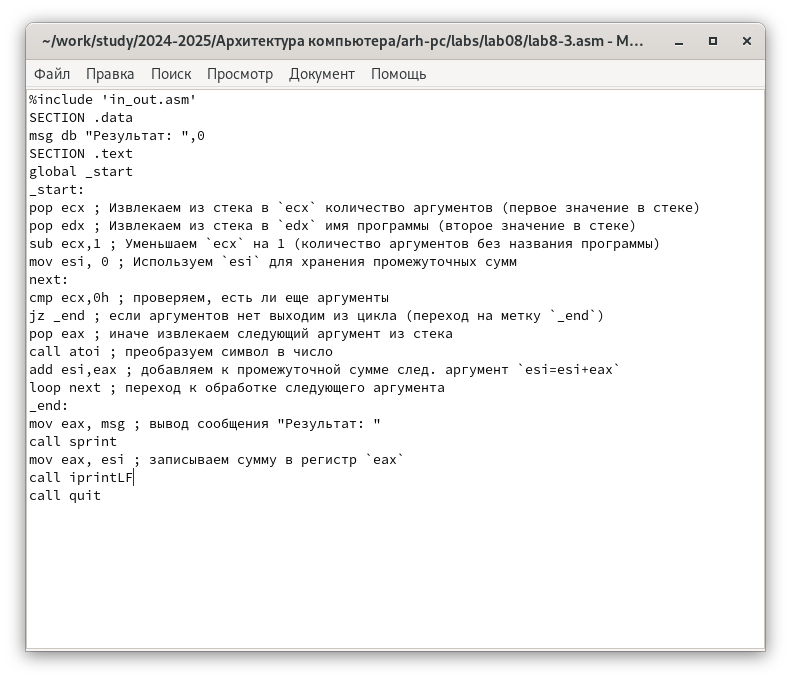 ~/work/study/2024-2025/Архитектура компьютера/arh-pc/labs/lab08/lab8-3.asm - M...
Файл Правка Поиск Просмотр Документ Помощь
%include 'in_out.asm'
SECTION .data
msg db "Результат: ",0
SECTION .text
global _start
_start:
pop ecx ; Извлекаем из стека в `ecx` количество аргументов (первое значение в стеке)
pop edx ; Извлекаем из стека в `edx` имя программы (второе значение в стеке)
sub ecx,1 ; Уменьшаем `ecx` на 1 (количество аргументов без названия программы)
mov esi, 0 ; Используем `esi` для хранения промежуточных сумм
next:
cmp ecx,0h ; проверяем, есть ли еще аргументы
jz _end ; если аргументов нет выходим из цикла (переход на метку `_end`)
pop eax ; иначе извлекаем следующий аргумент из стека
call atoi ; преобразуем символ в число
add esi,eax ; добавляем к промежуточной сумме след. аргумент `esi=esi+eax`
loop next ; переход к обработке следующего аргумента
_end:
mov eax, msg ; вывод сообщения "Результат: "
call sprint
mov eax, esi ; записываем сумму в регистр `eax`
call iprintLF
call quit